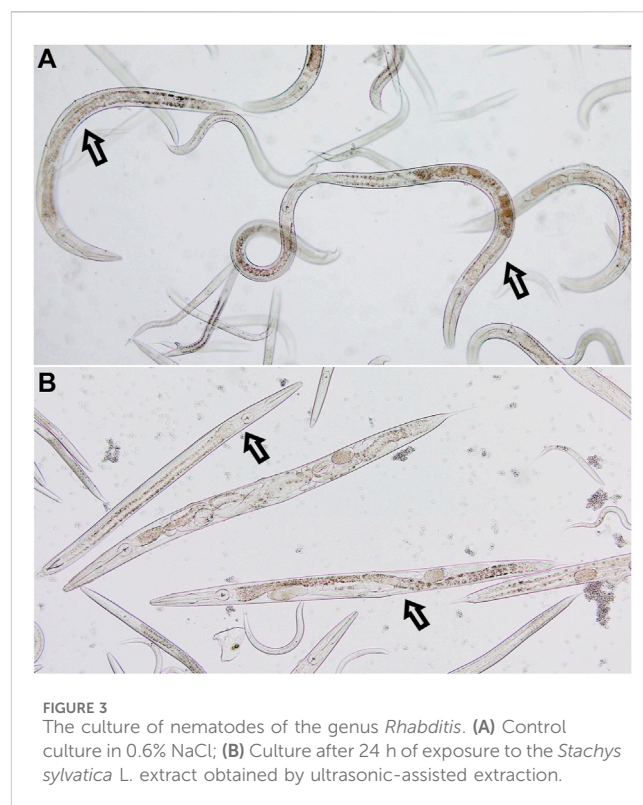 A
B
FIGURE 3
The culture of nematodes of the genus Rhabditis. (A) Control
culture in 0.6% NaCl; (B) Culture after 24 h of exposure to the Stachys
sylvatica L. extract obtained by ultrasonic-assisted extraction.